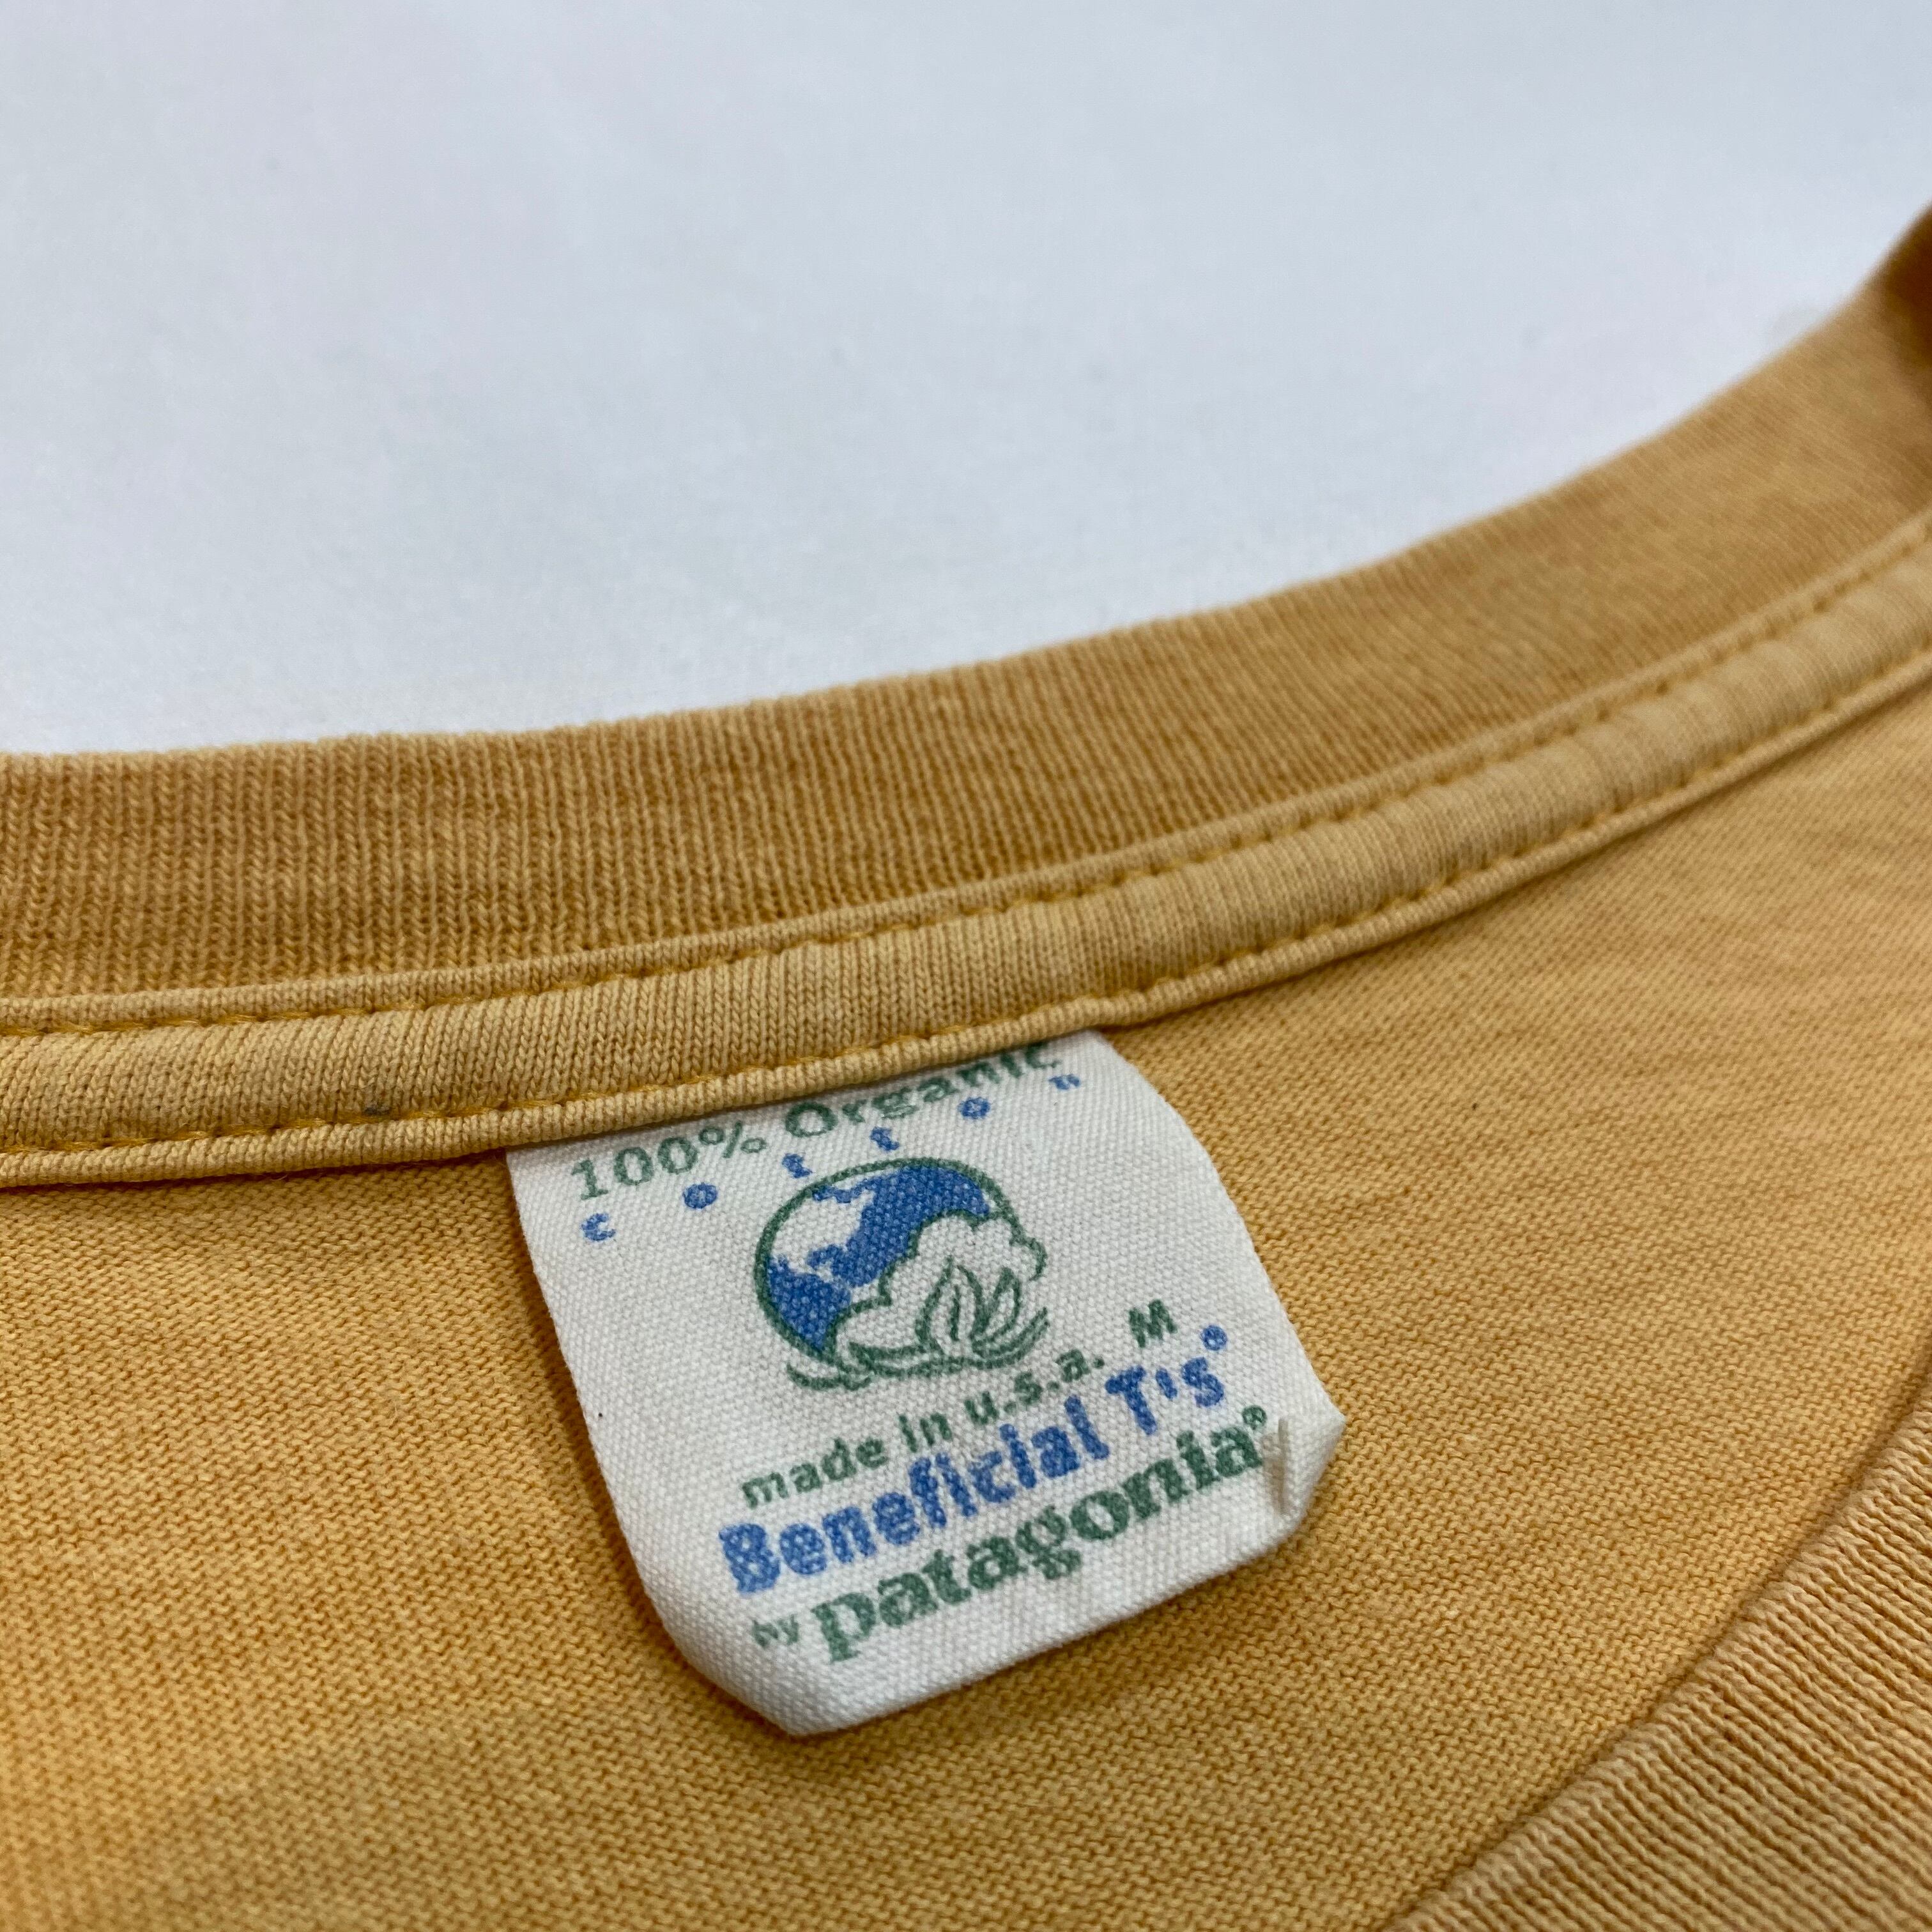 100% Organic
cotton
made in u.s.a. M
Beneficial T's®
by patagonia®